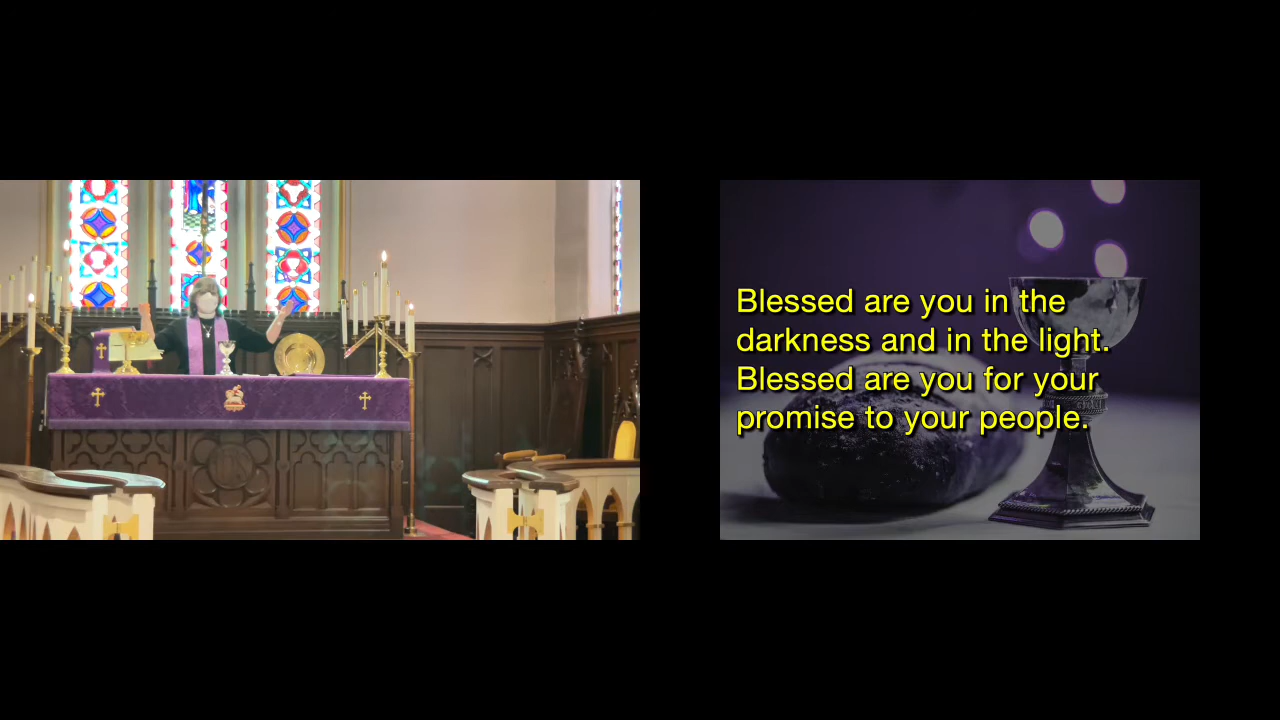 Blessed are you in the
darkness and in the light.
Blessed are you for your
promise to your people.